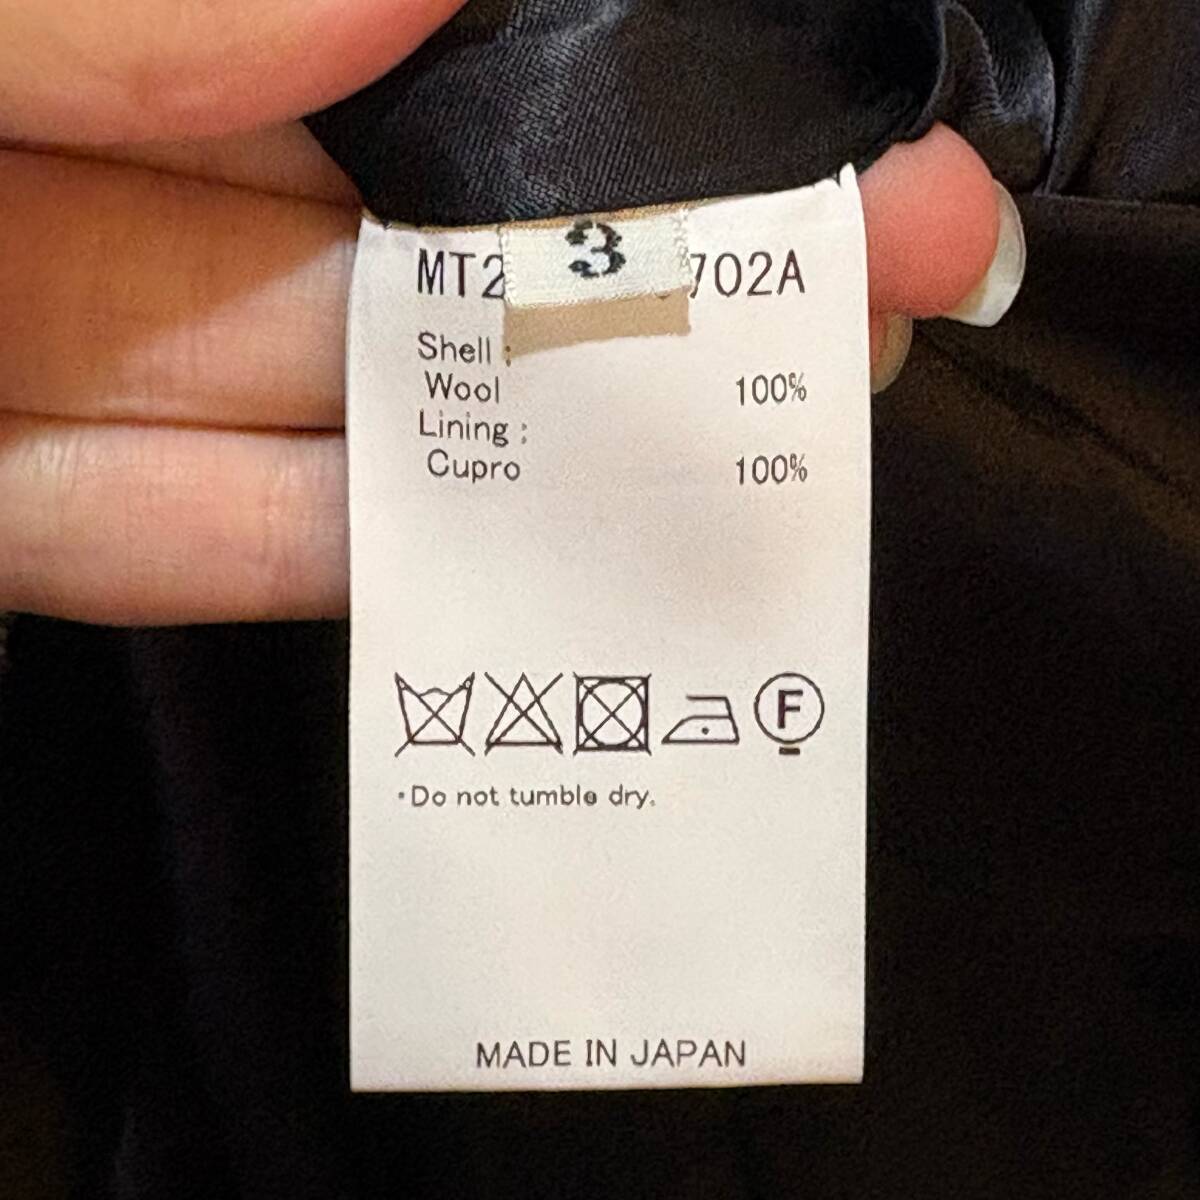 3
MT2 702A
Shell :
Wool 100%
Lining :
Cupro 100%
F
・Do not tumble dry.
MADE IN JAPAN